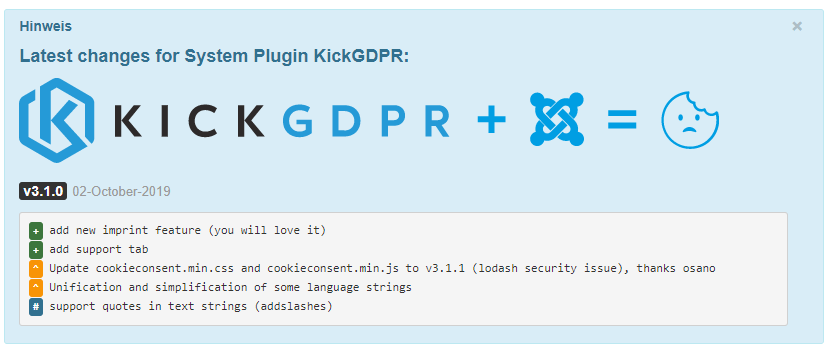 Hinweis ×
Latest changes for System Plugin KickGDPR:
KICKGDPR + =
v3.1.0 02-October-2019
+ add new imprint feature (you will love it)
+ add support tab
^ Update cookieconsent.min.css and cookieconsent.min.js to v3.1.1 (lodash security issue), thanks osano
^ Unification and simplification of some language strings
# support quotes in text strings (addslashes)